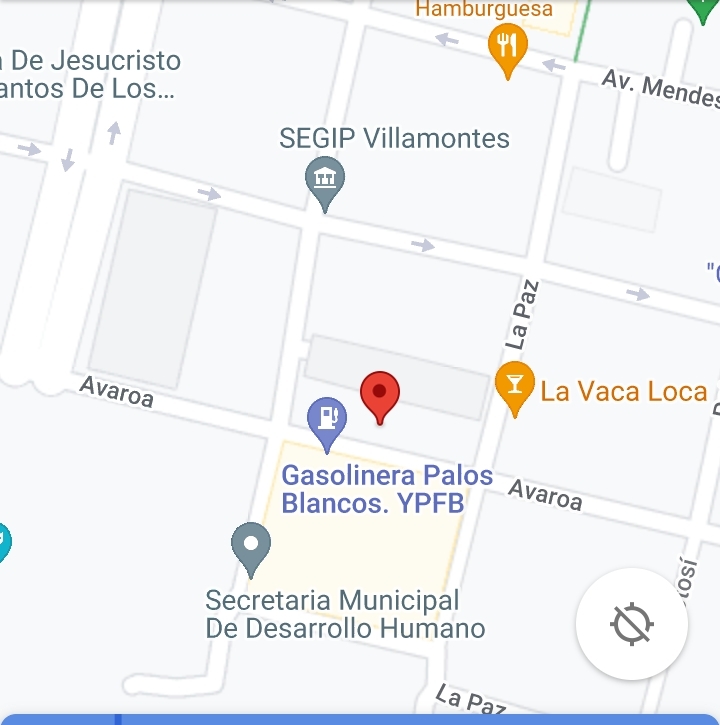 Hamburguesa
De Jesucristo
antos De Los...
Av. Mendes
SEGIP Villamontes
La Paz
La Vaca Loca
Avaroa
Gasolinera Palos
Blancos. YPFB
Avaroa
Secretaria Municipal
De Desarrollo Humano
osí
La Paz